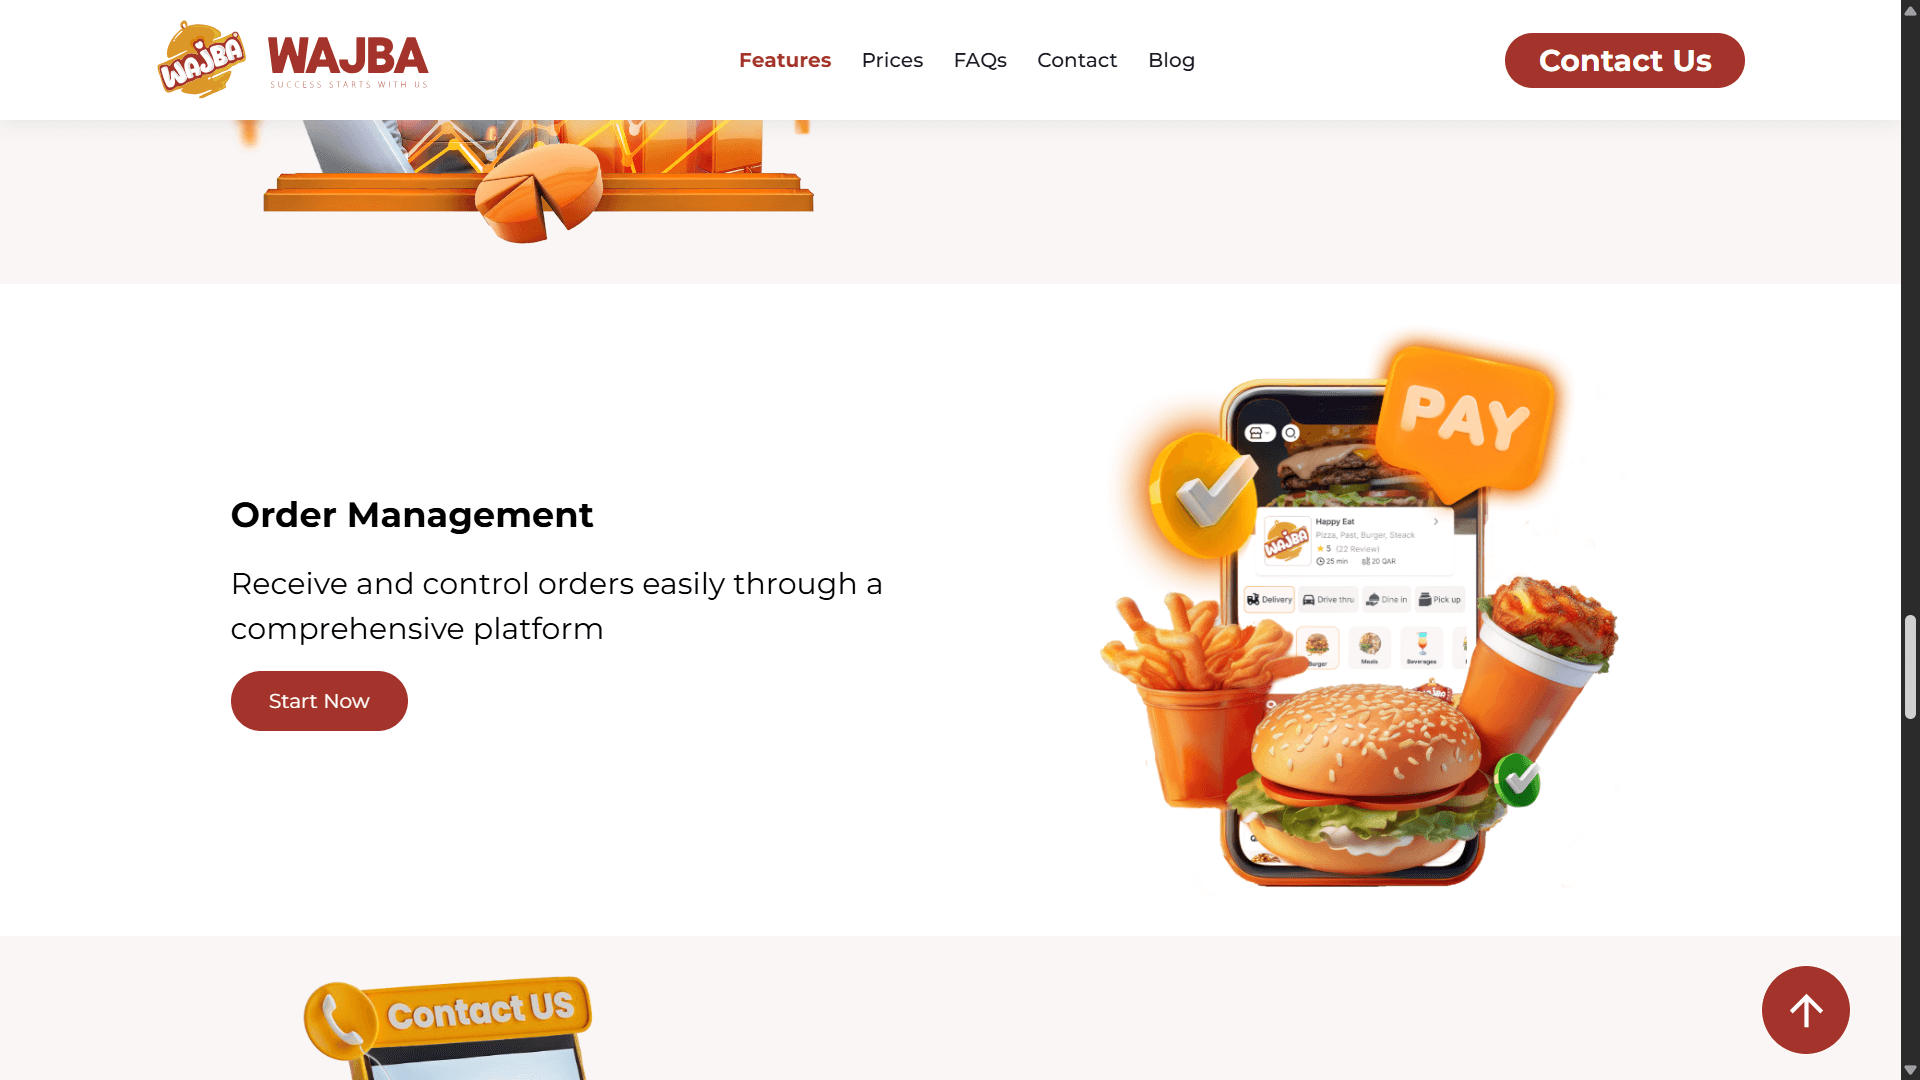 WAJBA
WAJBA
SUCCESS STARTS WITH US
Features
Prices
FAQs
Contact
Blog
Contact Us
Order Management
Receive and control orders easily through a
comprehensive platform
Start Now
PAY
Happy Eat
Pizza, Past, Burger, Steack
5 (22 Review)
25 min
20 QAR
WAJBA
Delivery
Drive thru
Dine in
Pick up
Burger
Meals
Beverages
Contact US